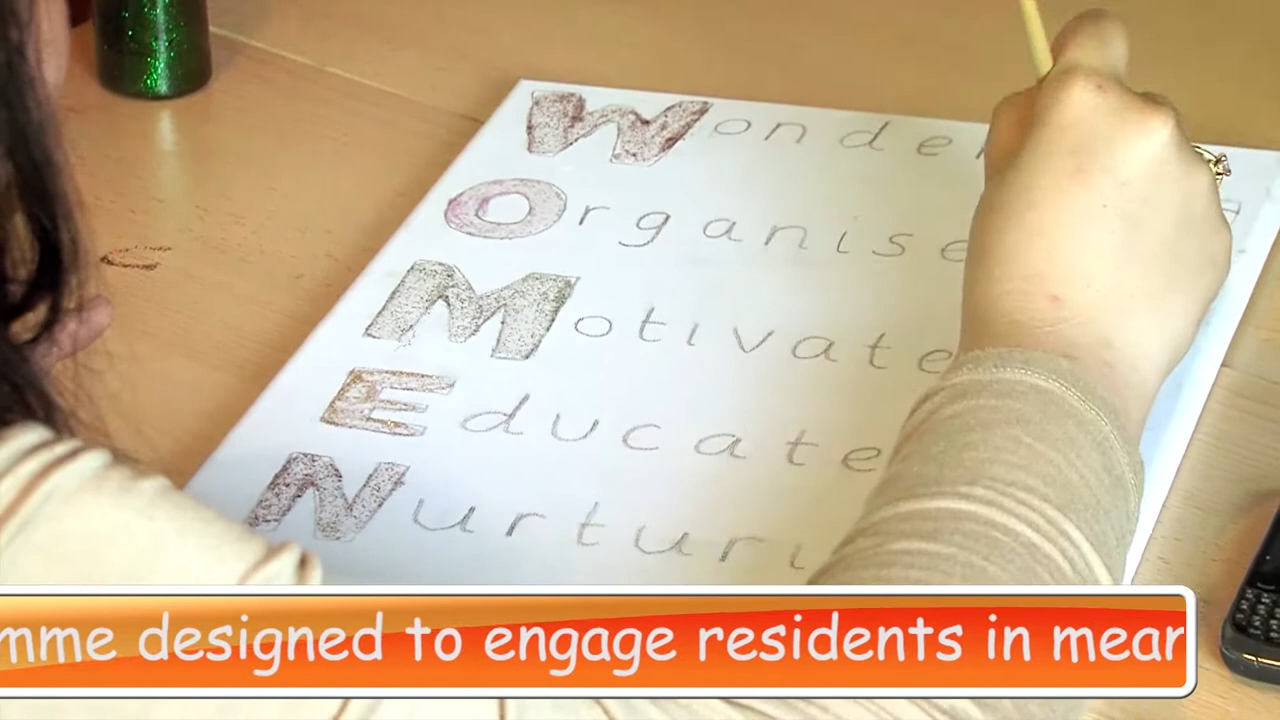 Wonder
Organise
Motivate
Educate
Nurturi
mme designed to engage residents in mear